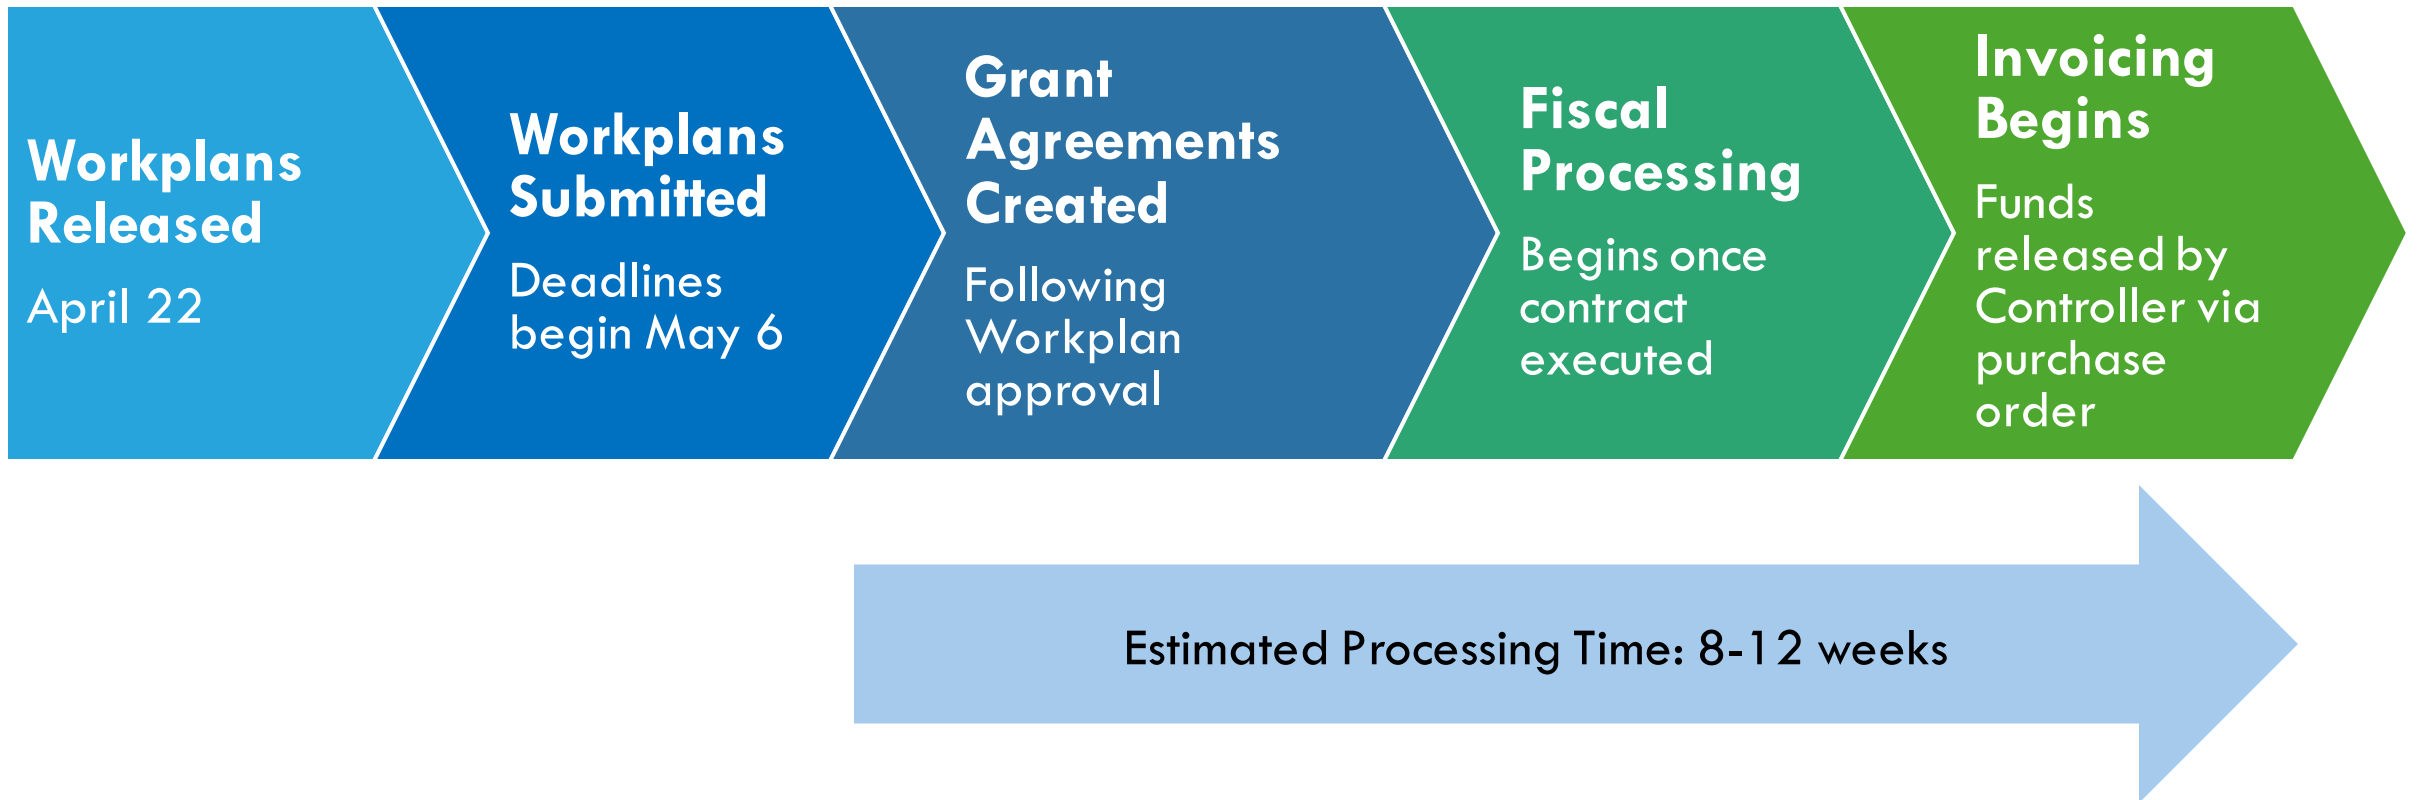 Workplans
Released
April 22
Workplans
Submitted
Deadlines
begin May 6
Grant
Agreements
Created
Following
Workplan
approval
Fiscal
Processing
Begins once
contract
executed
Invoicing
Begins
Funds
released by
Controller via
purchase
order
Estimated Processing Time: 8-12 weeks